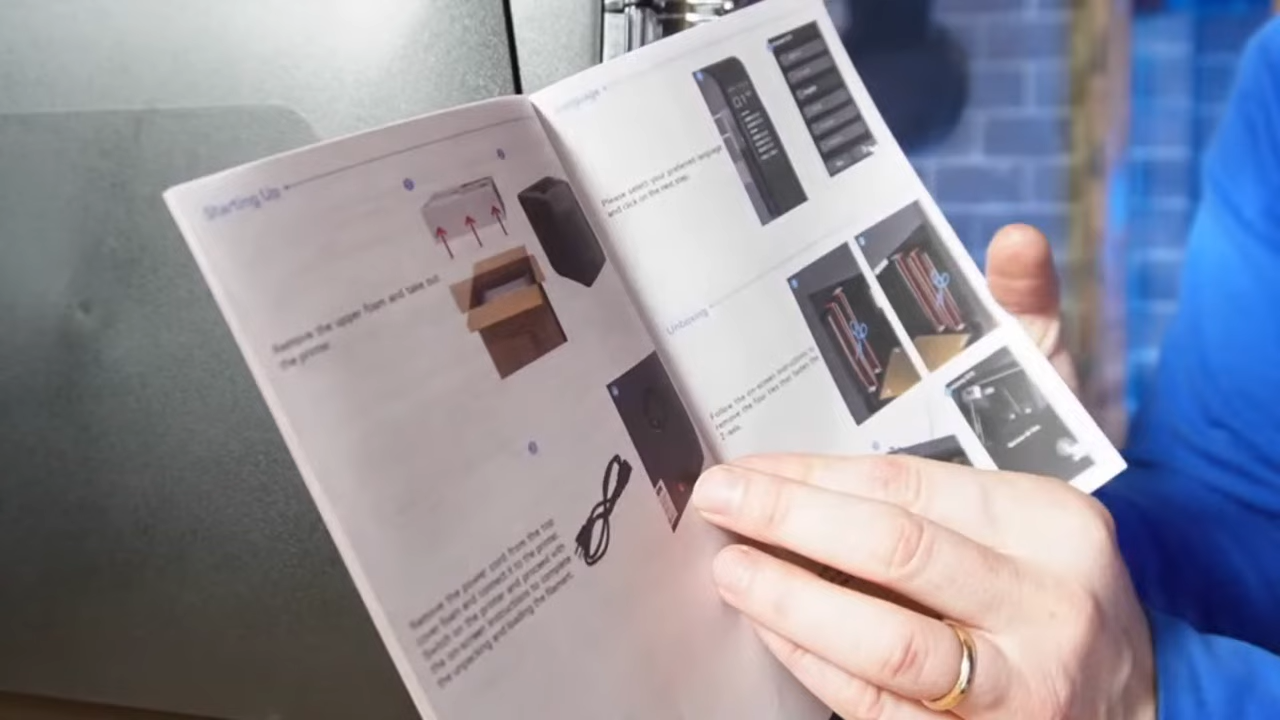 Starting Up
Remove the upper foam and take out
the printer.
Remove the power cord from the top
cover foam and connect it to the printer.
Switch on the printer and proceed with
the on-screen instructions to complete
the unpacking and loading the filament.
Language
Please select your preferred language
and click on the next step.
Unboxing
Follow the on-screen instructions to
remove the four ties that fasten the
Z-axis.